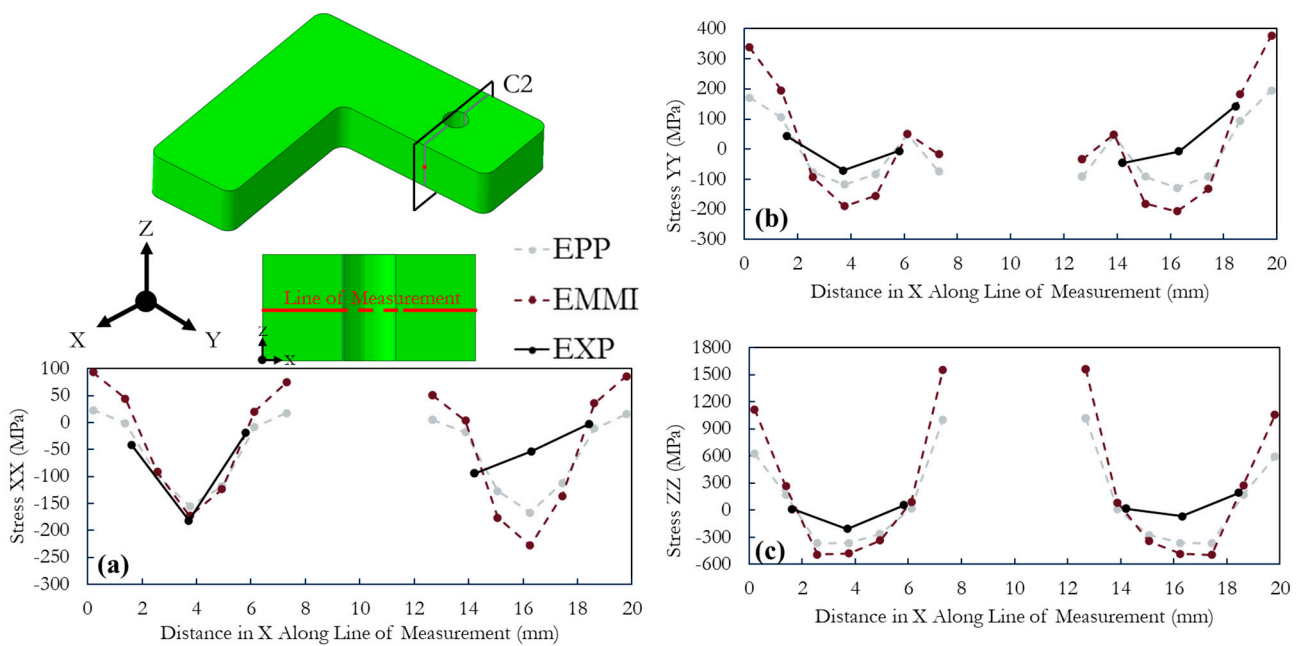 C2
Z
X
Y
Line of Measurement
Z
X
EPP
EMMI
EXP
100
50
0
-50
-100
-150
-200
-250
-300
Stress XX (MPa)
(a)
0 2 4 6 8 10 12 14 16 18 20
Distance in X Along Line of Measurement (mm)
400
300
200
100
0
-100
-200
-300
Stress YY (MPa)
(b)
0 2 4 6 8 10 12 14 16 18 20
Distance in X Along Line of Measurement (mm)
1800
1500
1200
900
600
300
0
-300
-600
Stress ZZ (MPa)
(c)
0 2 4 6 8 10 12 14 16 18 20
Distance in X Along Line of Measurement (mm)